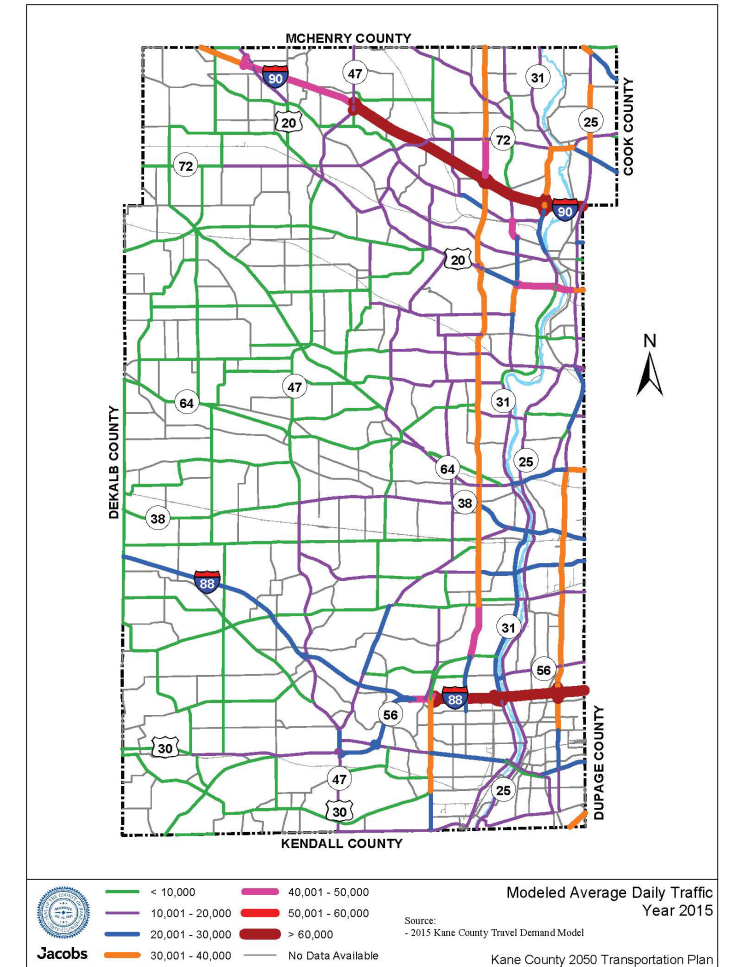 MCHENRY COUNTY
47
31
90
20
25
COOK COUNTY
72
72
90
20
N
47
64
31
DEKALB COUNTY
64
25
38
38
88
31
56
88
56
30
DUPAGE COUNTY
47
25
30
KENDALL COUNTY
< 10,000
10,001 - 20,000
20,001 - 30,000
30,001 - 40,000
40,001 - 50,000
50,001 - 60,000
> 60,000
No Data Available
Jacobs
Source:
- 2015 Kane County Travel Demand Model
Modeled Average Daily Traffic
Year 2015
Kane County 2050 Transportation Plan